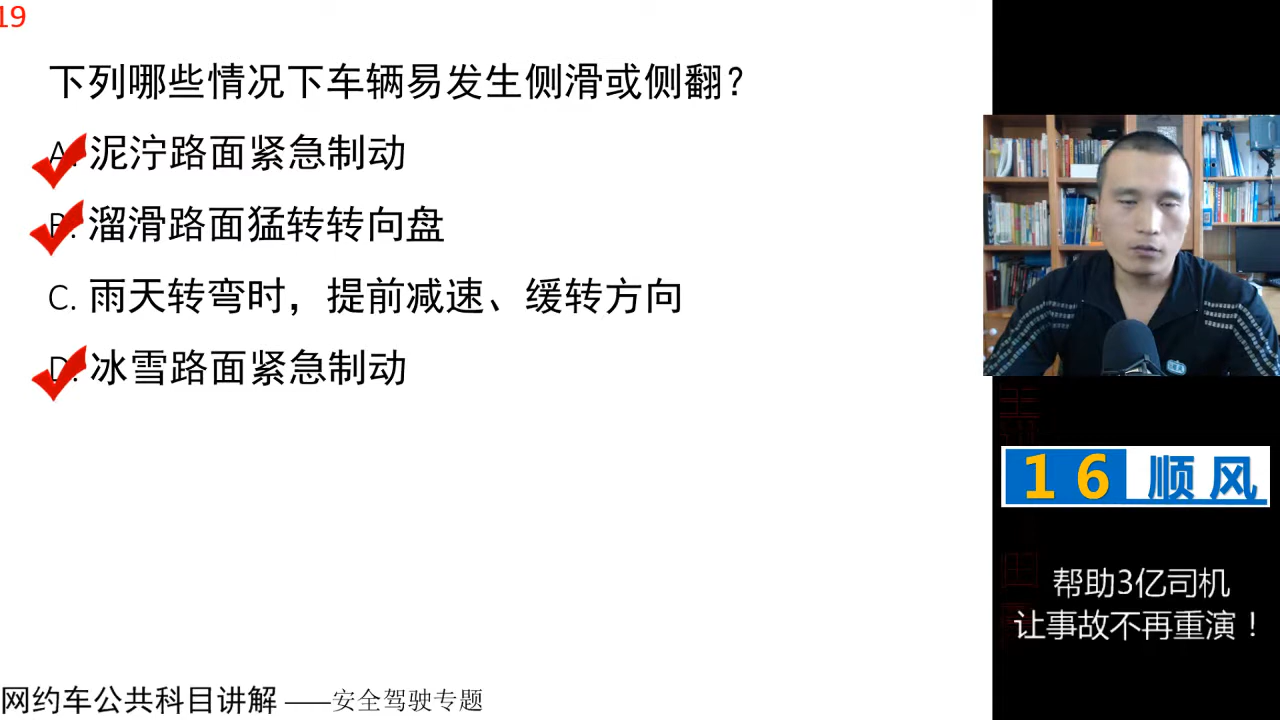 19
下列哪些情况下车辆易发生侧滑或侧翻?
A. 泥泞路面紧急制动
B. 溜滑路面猛转转向盘
C. 雨天转弯时，提前减速、缓转方向
D. 冰雪路面紧急制动
16顺风
帮助3亿司机
让事故不再重演！
网约车公共科目讲解 ——安全驾驶专题